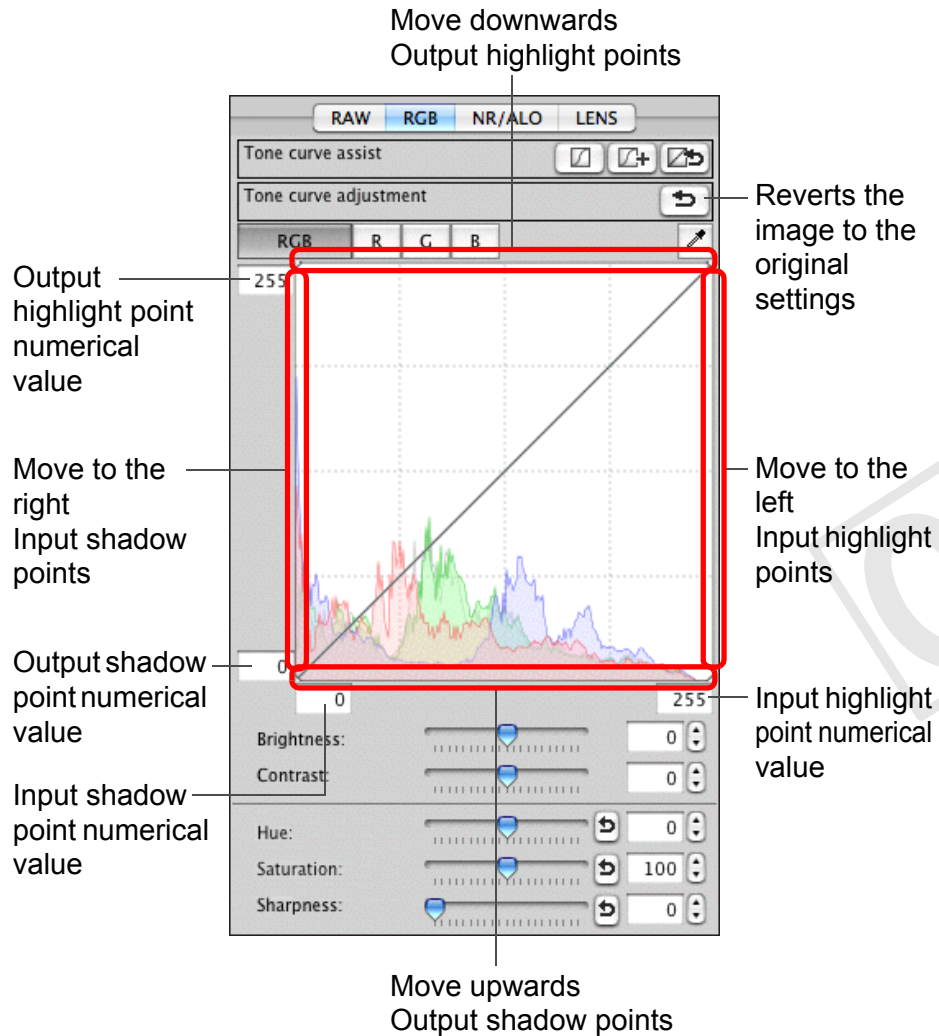 Move downwards
Output highlight points
RAW RGB NR/ALO LENS
Tone curve assist
Tone curve adjustment
Reverts the
image to the
original
settings
RGB R G B
Output
highlight point
numerical
value
255
Move to the
right
Input shadow
points
Move to the
left
Input highlight
points
Output shadow
point numerical
value
0
0
255
Input highlight
point numerical
value
Input shadow
point numerical
value
Brightness: 0
Contrast: 0
Hue: 0
Saturation: 100
Sharpness: 0
Move upwards
Output shadow points